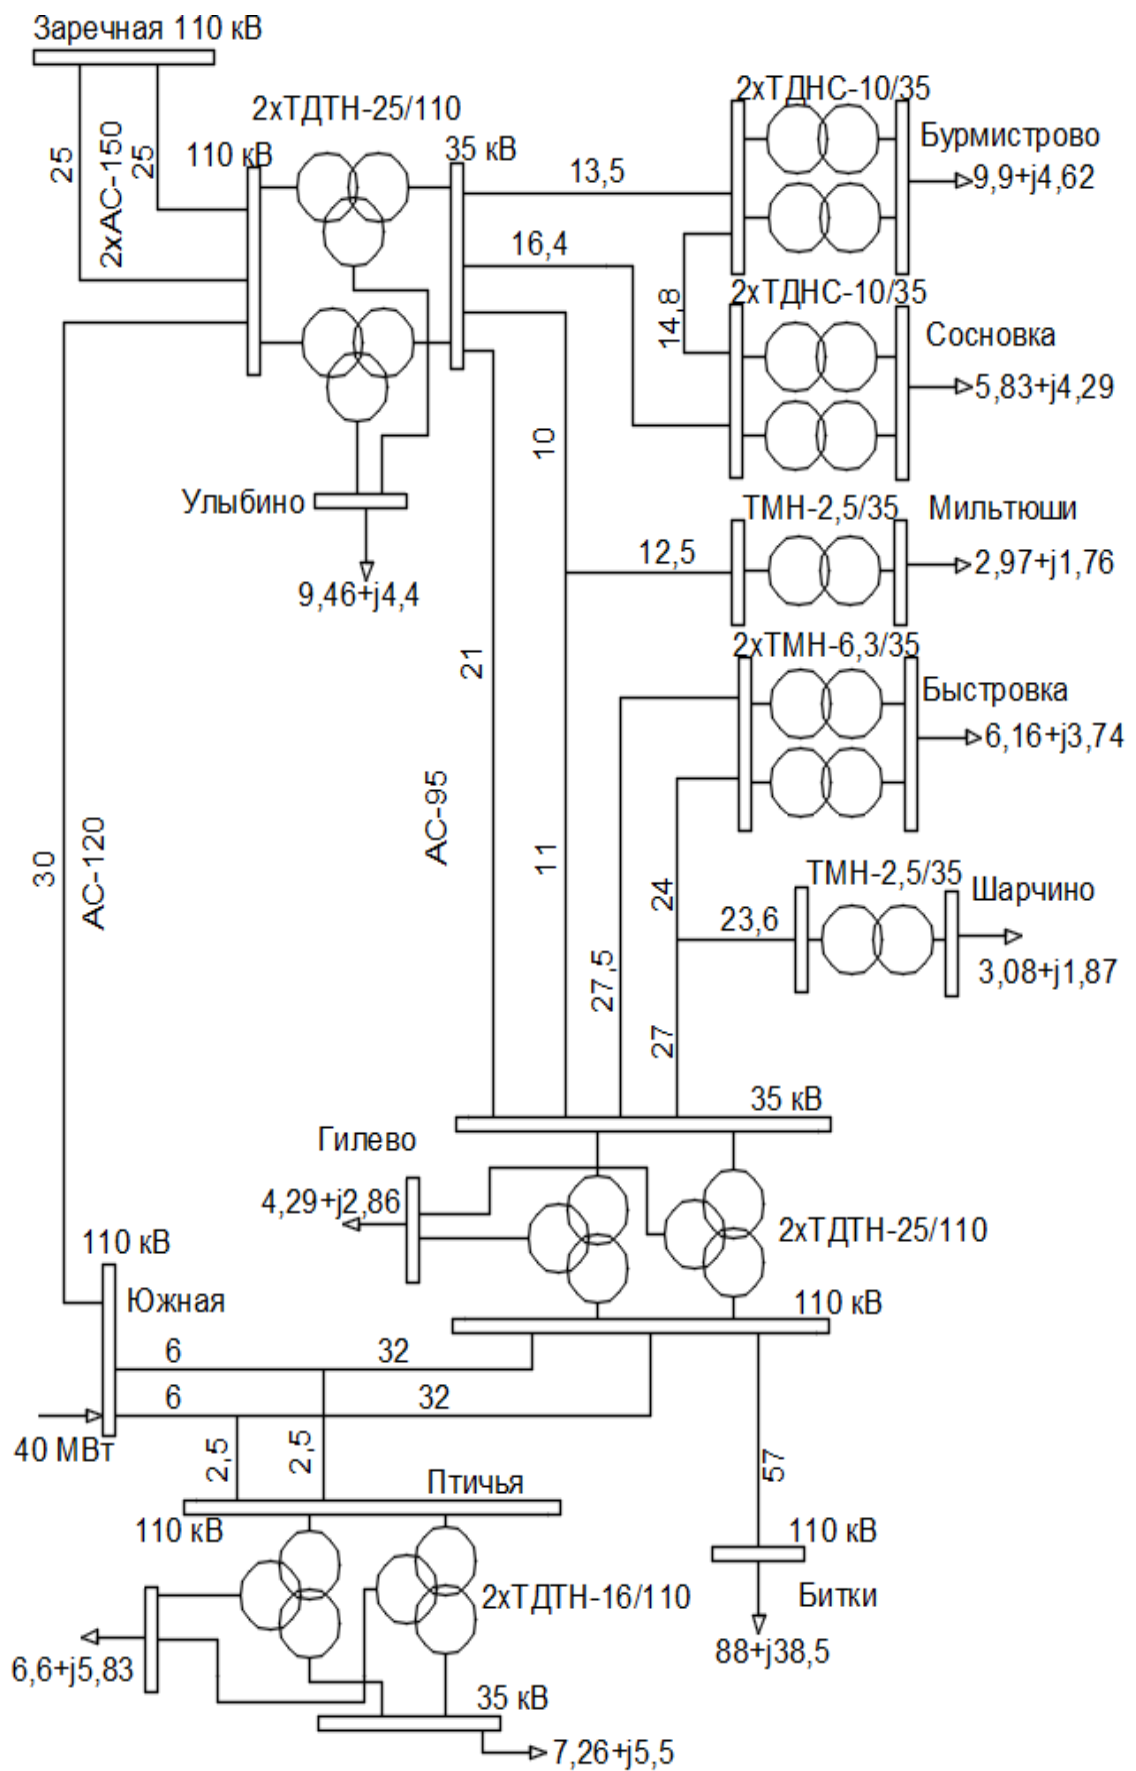 Заречная 110 кВ
2хТДТН-25/110
110 кВ
35 кВ
25
2хАС-150
25
13,5
16,4
14,8
2хТДНС-10/35
Бурмистрово
9,9+j4,62
2хТДНС-10/35
Сосновка
5,83+j4,29
Улыбино
9,46+j4,4
10
12,5
ТМН-2,5/35
Мильтюши
2,97+j1,76
21
2хТМН-6,3/35
Быстровка
6,16+j3,74
30
АС-120
АС-95
11
24
ТМН-2,5/35
Шарчино
23,6
3,08+j1,87
27,5
27
35 кВ
Гилево
4,29+j2,86
2хТДТН-25/110
110 кВ
110 кВ
Южная
6
32
6
32
40 МВт
2,5
2,5
57
Птичья
110 кВ
110 кВ
Битки
2хТДТН-16/110
88+j38,5
6,6+j5,83
35 кВ
7,26+j5,5